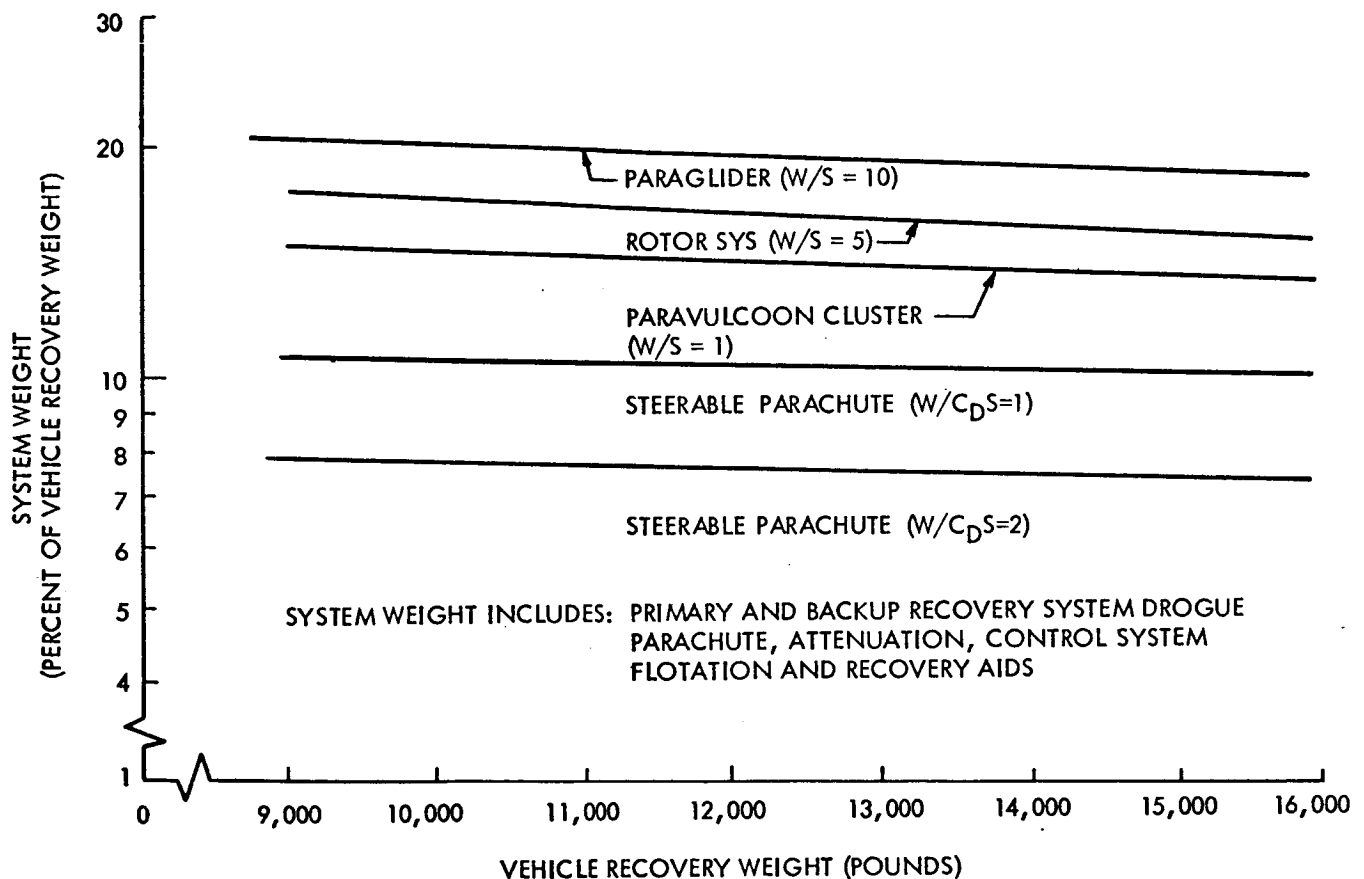 30
20
10
9
8
7
6
5
4
1
SYSTEM WEIGHT
(PERCENT OF VEHICLE RECOVERY WEIGHT)
PARAGLIDER (W/S = 10)
ROTOR SYS (W/S = 5)
PARAVULCOON CLUSTER
(W/S = 1)
STEERABLE PARACHUTE (W/CDS=1)
STEERABLE PARACHUTE (W/CDS=2)
SYSTEM WEIGHT INCLUDES: PRIMARY AND BACKUP RECOVERY SYSTEM DROGUE
PARACHUTE, ATTENUATION, CONTROL SYSTEM
FLOTATION AND RECOVERY AIDS
0 9,000 10,000 11,000 12,000 13,000 14,000 15,000 16,000
VEHICLE RECOVERY WEIGHT (POUNDS)